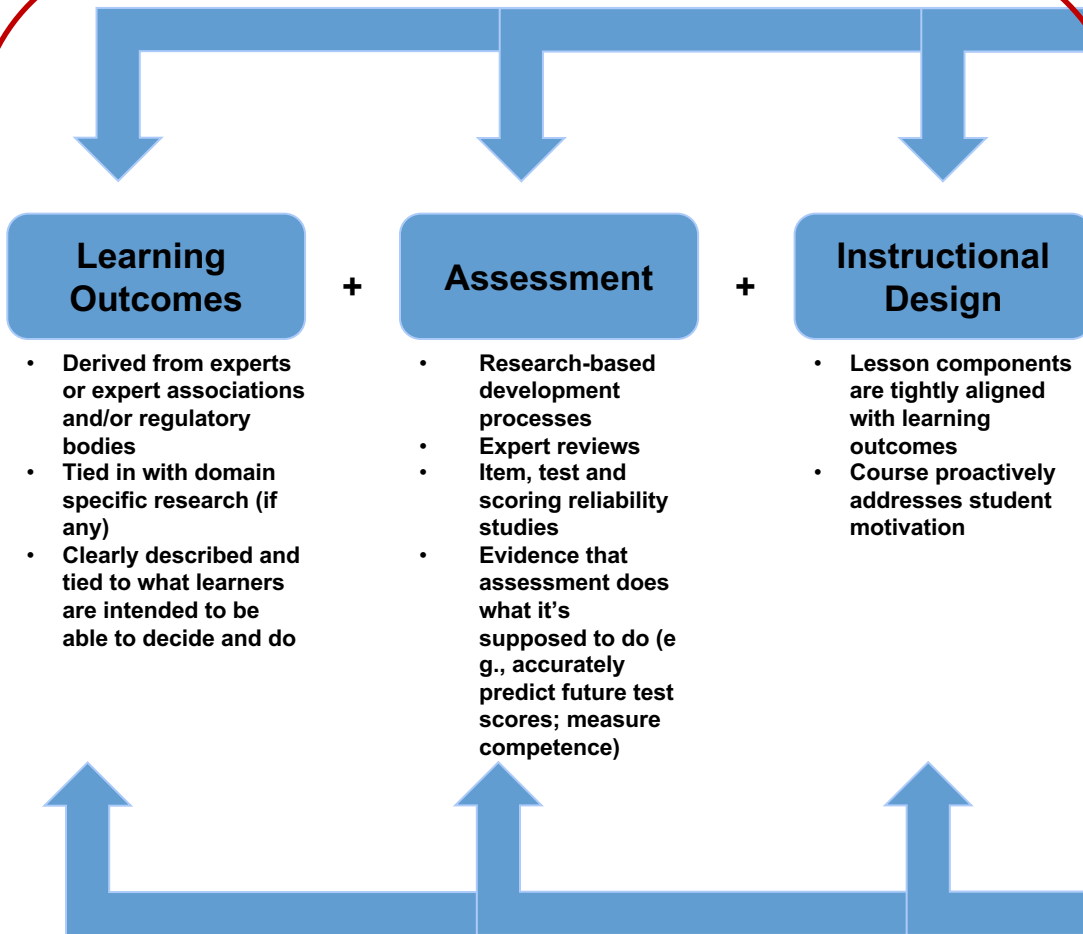 Learning
Outcomes
+
Assessment
+
Instructional
Design
• Derived from experts
or expert associations
and/or regulatory
bodies
• Tied in with domain
specific research (if
any)
• Clearly described and
tied to what learners
are intended to be
able to decide and do
• Research-based
development
processes
• Expert reviews
• Item, test and
scoring reliability
studies
• Evidence that
assessment does
what it’s
supposed to do (e
g., accurately
predict future test
scores; measure
competence)
• Lesson components
are tightly aligned
with learning
outcomes
• Course proactively
addresses student
motivation